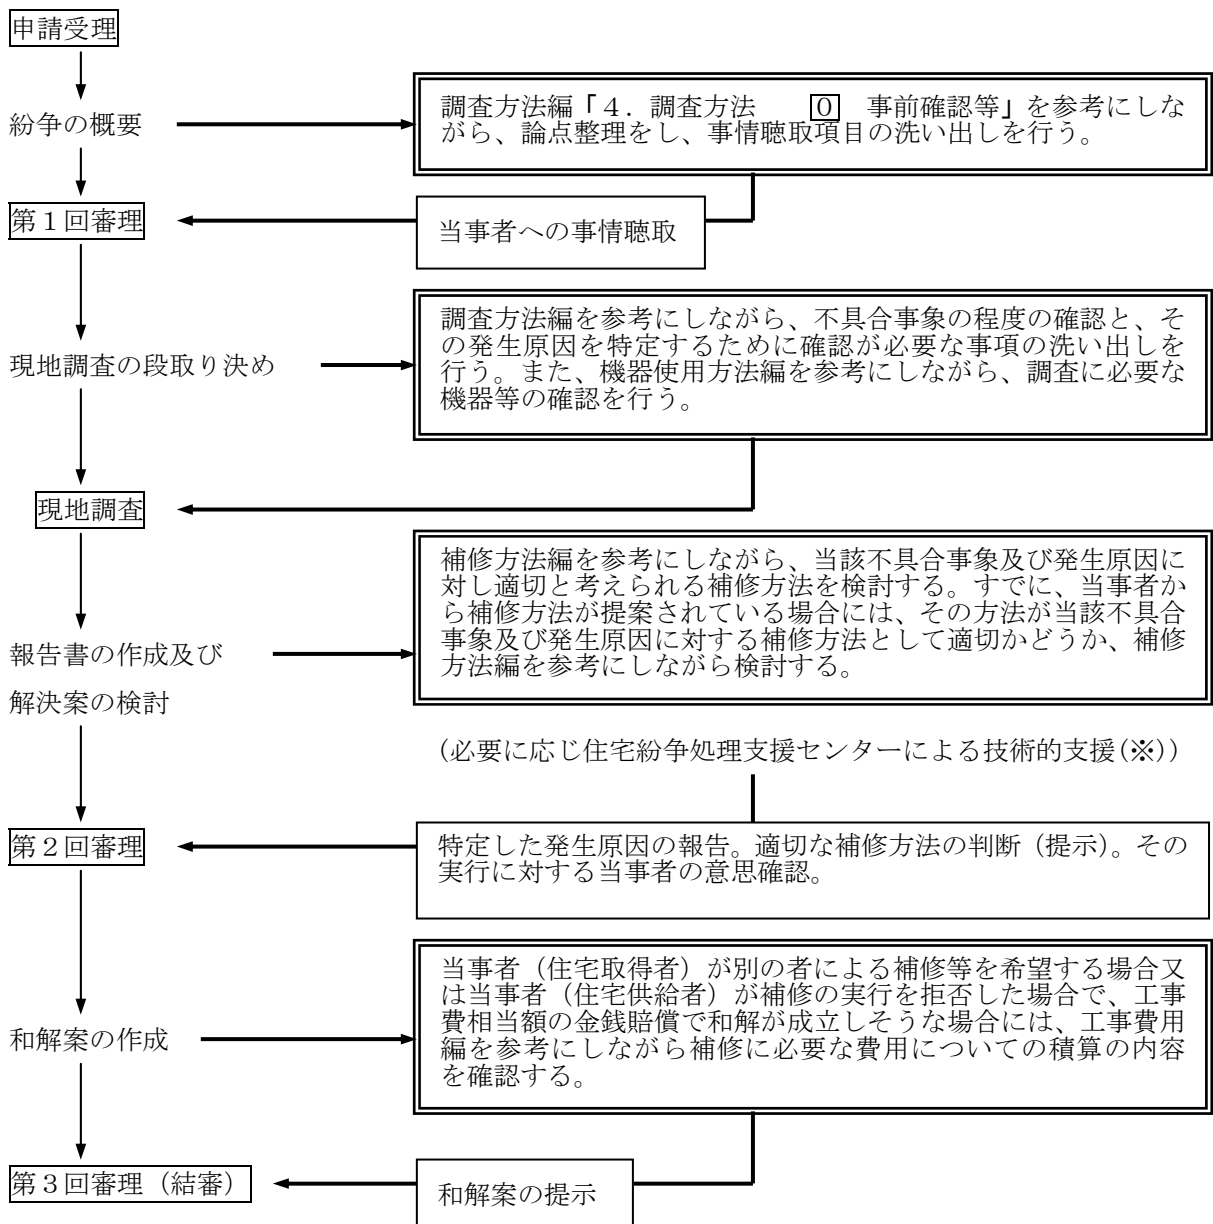 申請受理
紛争の概要
調査方法編「４．調査方法　　０　事前確認等」を参考にしな
がら、論点整理をし、事情聴取項目の洗い出しを行う。
第１回審理
当事者への事情聴取
調査方法編を参考にしながら、不具合事象の程度の確認と、そ
の発生原因を特定するために確認が必要な事項の洗い出しを
行う。また、機器使用方法編を参考にしながら、調査に必要な
機器等の確認を行う。
現地調査の段取り決め
現地調査
補修方法編を参考にしながら、当該不具合事象及び発生原因に
対し適切と考えられる補修方法を検討する。すでに、当事者か
ら補修方法が提案されている場合には、その方法が当該不具合
事象及び発生原因に対する補修方法として適切かどうか、補修
方法編を参考にしながら検討する。
報告書の作成及び
解決案の検討
（必要に応じ住宅紛争処理支援センターによる技術的支援(※)）
第２回審理
特定した発生原因の報告。適切な補修方法の判断（提示）。その
実行に対する当事者の意思確認。
当事者（住宅取得者）が別の者による補修等を希望する場合又
は当事者（住宅供給者）が補修の実行を拒否した場合で、工事
費相当額の金銭賠償で和解が成立しそうな場合には、工事費用
編を参考にしながら補修に必要な費用についての積算の内容
を確認する。
和解案の作成
第３回審理（結審）
和解案の提示